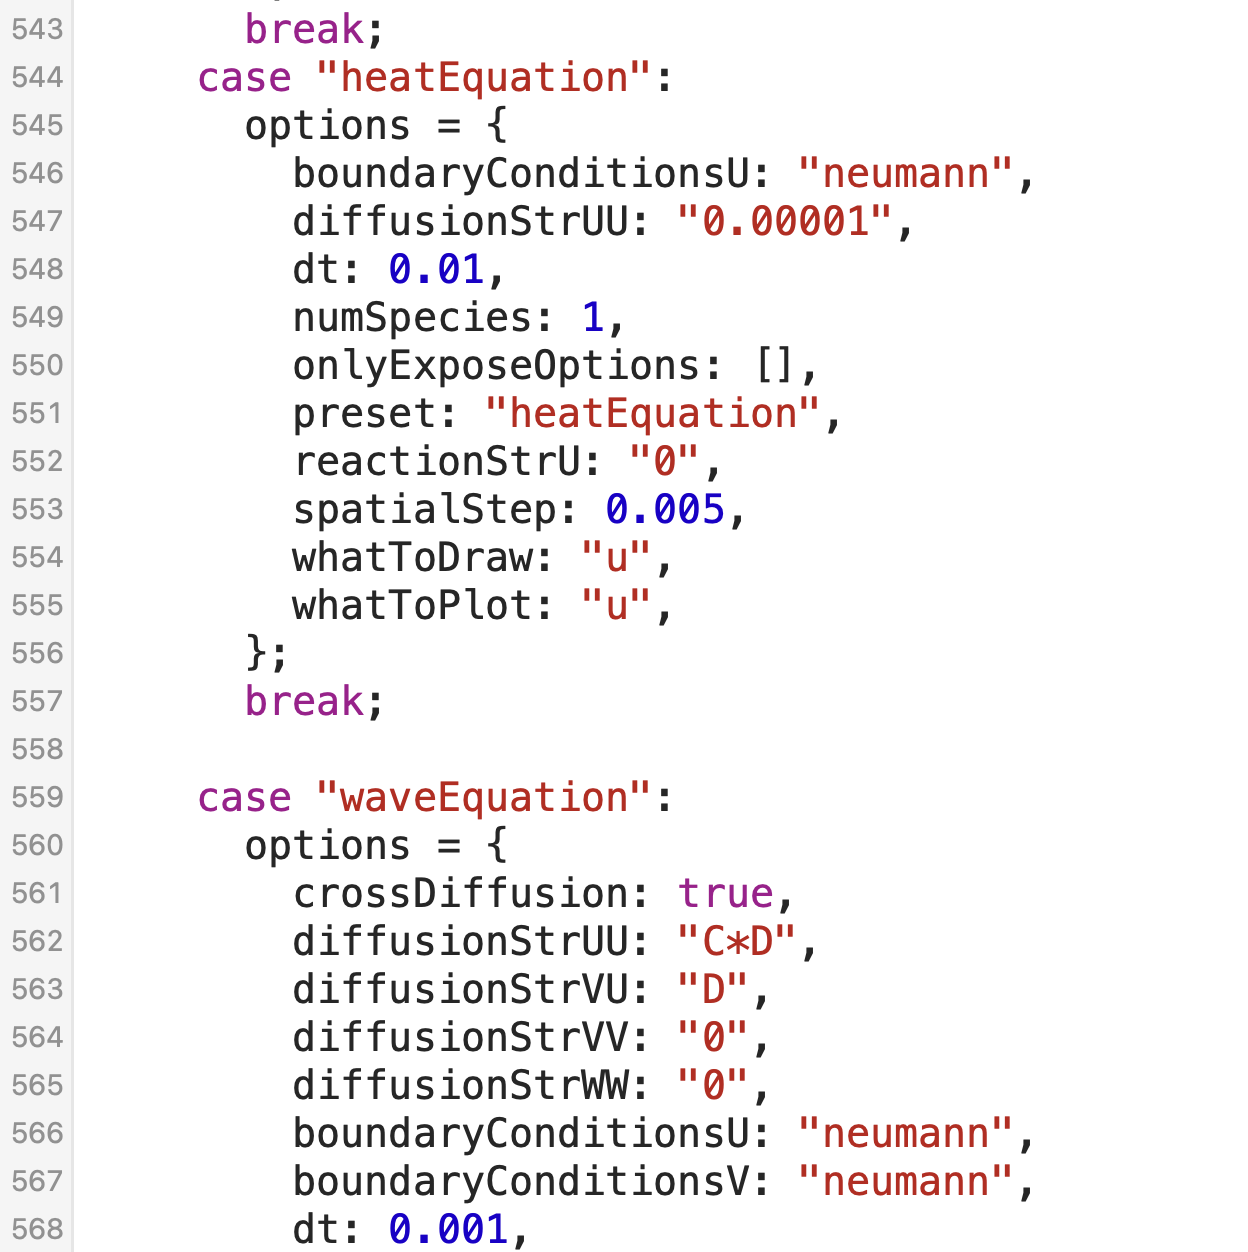 543 break;
544 case "heatEquation":
545 options = {
546 boundaryConditionsU: "neumann",
547 diffusionStrUU: "0.00001",
548 dt: 0.01,
549 numSpecies: 1,
550 onlyExposeOptions: [],
551 preset: "heatEquation",
552 reactionStrU: "0",
553 spatialStep: 0.005,
554 whatToDraw: "u",
555 whatToPlot: "u",
556 };
557 break;
558
559 case "waveEquation":
560 options = {
561 crossDiffusion: true,
562 diffusionStrUU: "C*D",
563 diffusionStrVU: "D",
564 diffusionStrVV: "0",
565 diffusionStrWW: "0",
566 boundaryConditionsU: "neumann",
567 boundaryConditionsV: "neumann",
568 dt: 0.001,